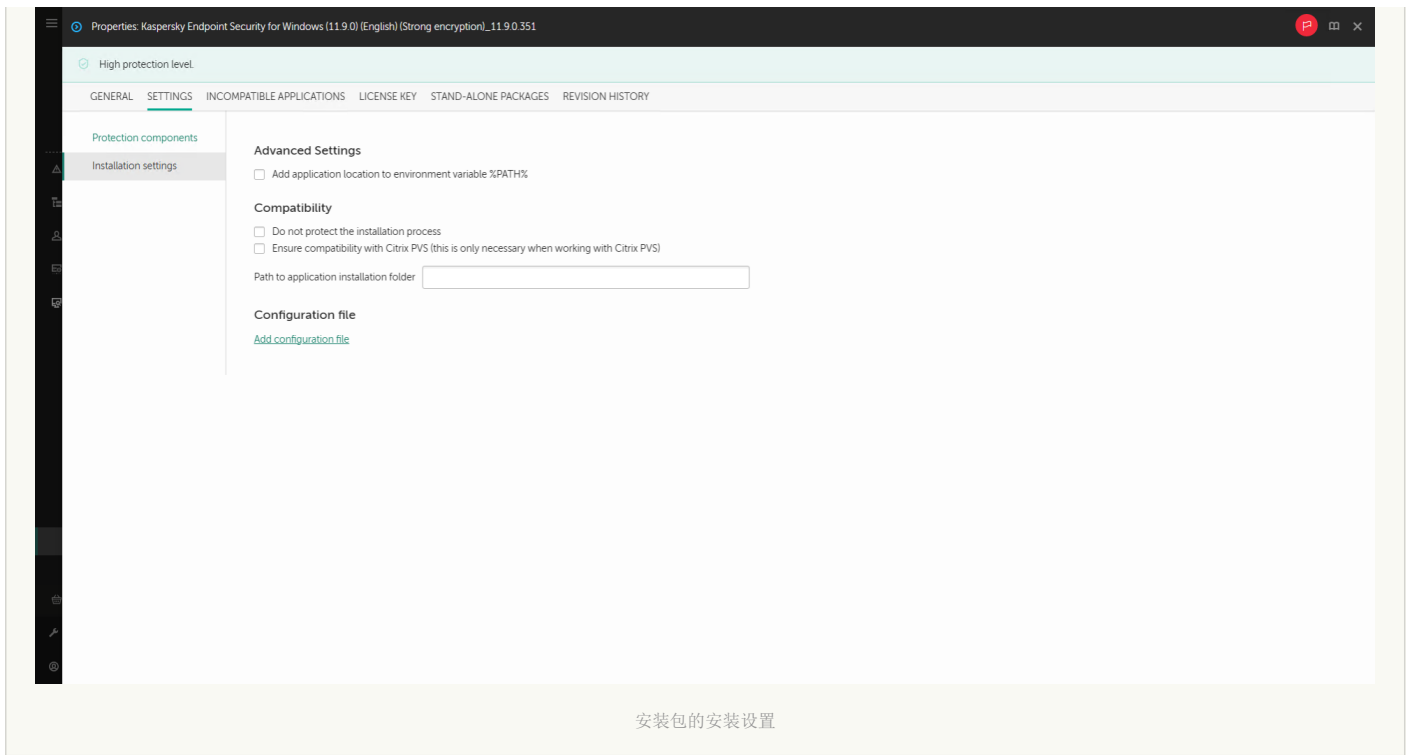 Properties: Kaspersky Endpoint Security for Windows (11.9.0) (English) (Strong encryption)_11.9.0.351
High protection level.
GENERAL SETTINGS INCOMPATIBLE APPLICATIONS LICENSE KEY STAND-ALONE PACKAGES REVISION HISTORY
Protection components
Installation settings
Advanced Settings
Add application location to environment variable %PATH%
Compatibility
Do not protect the installation process
Ensure compatibility with Citrix PVS (this is only necessary when working with Citrix PVS)
Path to application installation folder
Configuration file
Add configuration file
安装包的安装设置